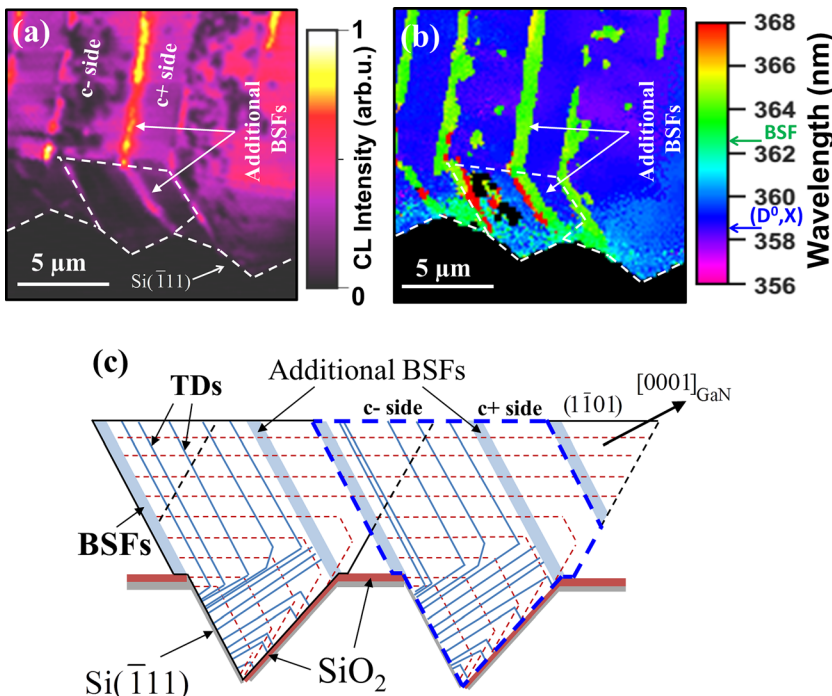 (a)
c- side
c+ side
Additional
BSFs
5 µm
Si(1̄11)
1
CL Intensity (arb.u.)
0
(b)
Additional
BSFs
5 µm
368
366
364
BSF
362
360
(D⁰,X)
358
356
Wavelength (nm)
(c)
TDs
Additional BSFs
c- side
c+ side
(11̄01)
[0001]GaN
BSFs
Si(1̄11)
SiO₂